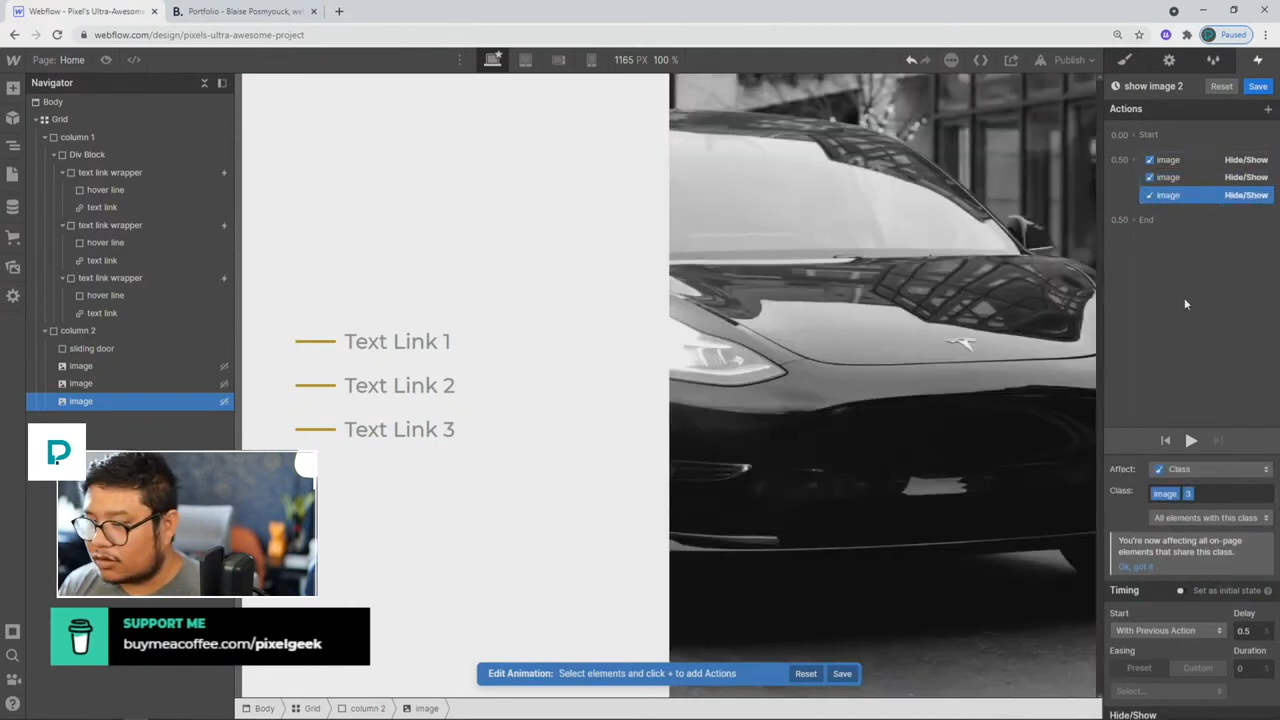 Webflow - Pixel's Ultra-Awesome
Portfolio - Blaise Posmyouck, we
webflow.com/design/pixels-ultra-awesome-project
Paused
Page: Home
1165 PX 100 %
Publish
Navigator
Body
Grid
column 1
Div Block
text link wrapper
hover line
text link
text link wrapper
hover line
text link
text link wrapper
hover line
text link
column 2
sliding door
image
image
image
Text Link 1
Text Link 2
Text Link 3
show image 2
Reset
Save
Actions
0.00 Start
0.50 image Hide/Show
image Hide/Show
image Hide/Show
0.50 End
Affect: Class
Class: image 3
All elements with this class
You're now affecting all on-page
elements that share this class.
Ok, got it
Timing
Set as initial state
Start
Delay
With Previous Action
0.5
Easing
Duration
Preset
Custom
0
Select...
Hide/Show
SUPPORT ME
buymeacoffee.com/pixelgeek
Edit Animation: Select elements and click + to add Actions
Reset
Save
Body
Grid
column 2
image